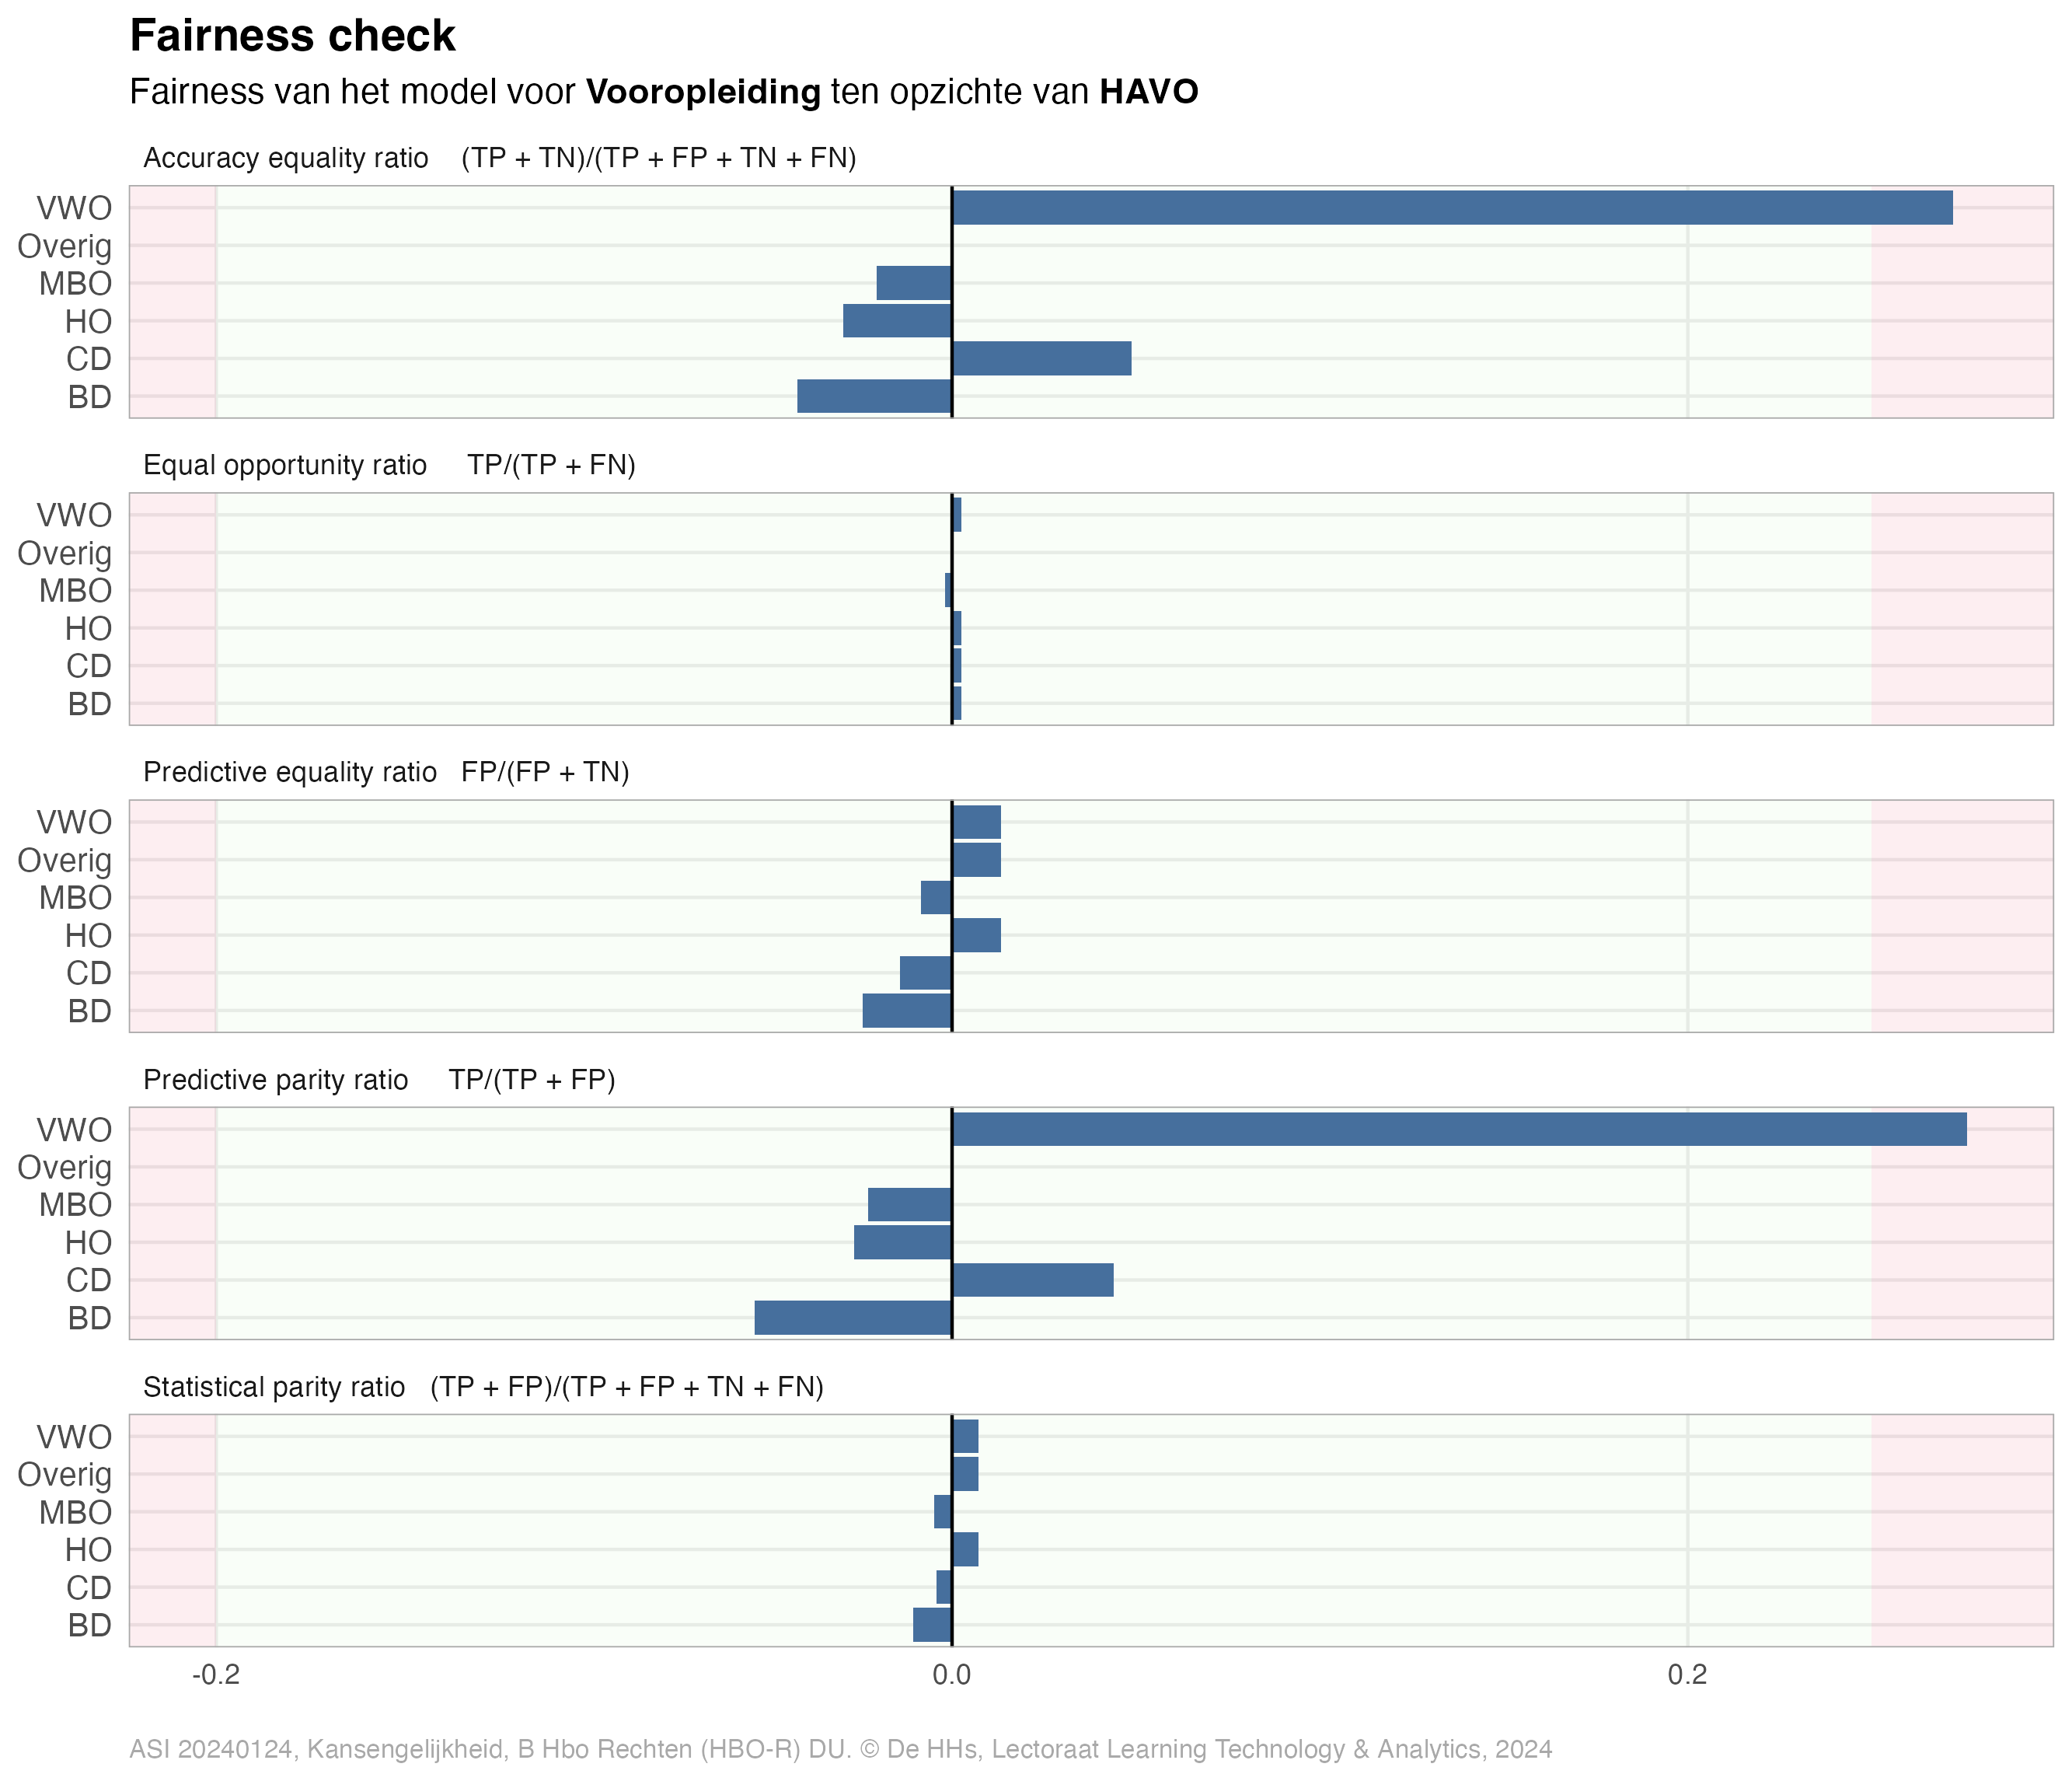 Fairness check
Fairness van het model voor Vooropleiding ten opzichte van HAVO
Accuracy equality ratio (TP + TN)/(TP + FP + TN + FN)
VWO
Overig
MBO
HO
CD
BD
Equal opportunity ratio TP/(TP + FN)
VWO
Overig
MBO
HO
CD
BD
Predictive equality ratio FP/(FP + TN)
VWO
Overig
MBO
HO
CD
BD
Predictive parity ratio TP/(TP + FP)
VWO
Overig
MBO
HO
CD
BD
Statistical parity ratio (TP + FP)/(TP + FP + TN + FN)
VWO
Overig
MBO
HO
CD
BD
-0.2 0.0 0.2
ASI 20240124, Kansengelijkheid, B Hbo Rechten (HBO-R) DU. © De HHs, Lectoraat Learning Technology & Analytics, 2024